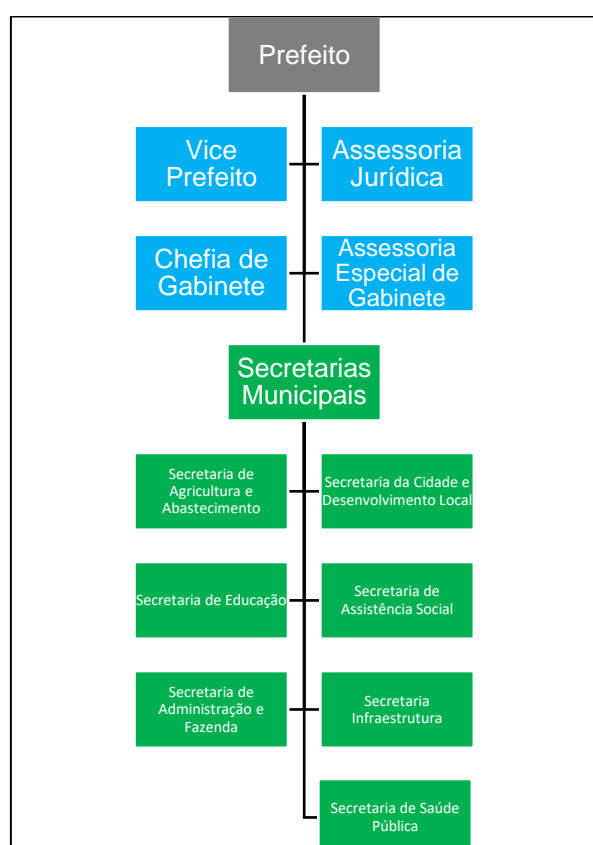 Prefeito
Vice
Prefeito
Assessoria
Jurídica
Chefia de
Gabinete
Assessoria
Especial de
Gabinete
Secretarias
Municipais
Secretaria de
Agricultura e
Abastecimento
Secretaria da Cidade e
Desenvolvimento Local
Secretaria de Educação
Secretaria de
Assistência Social
Secretaria de
Administração e
Fazenda
Secretaria
Infraestrutura
Secretaria de Saúde
Pública